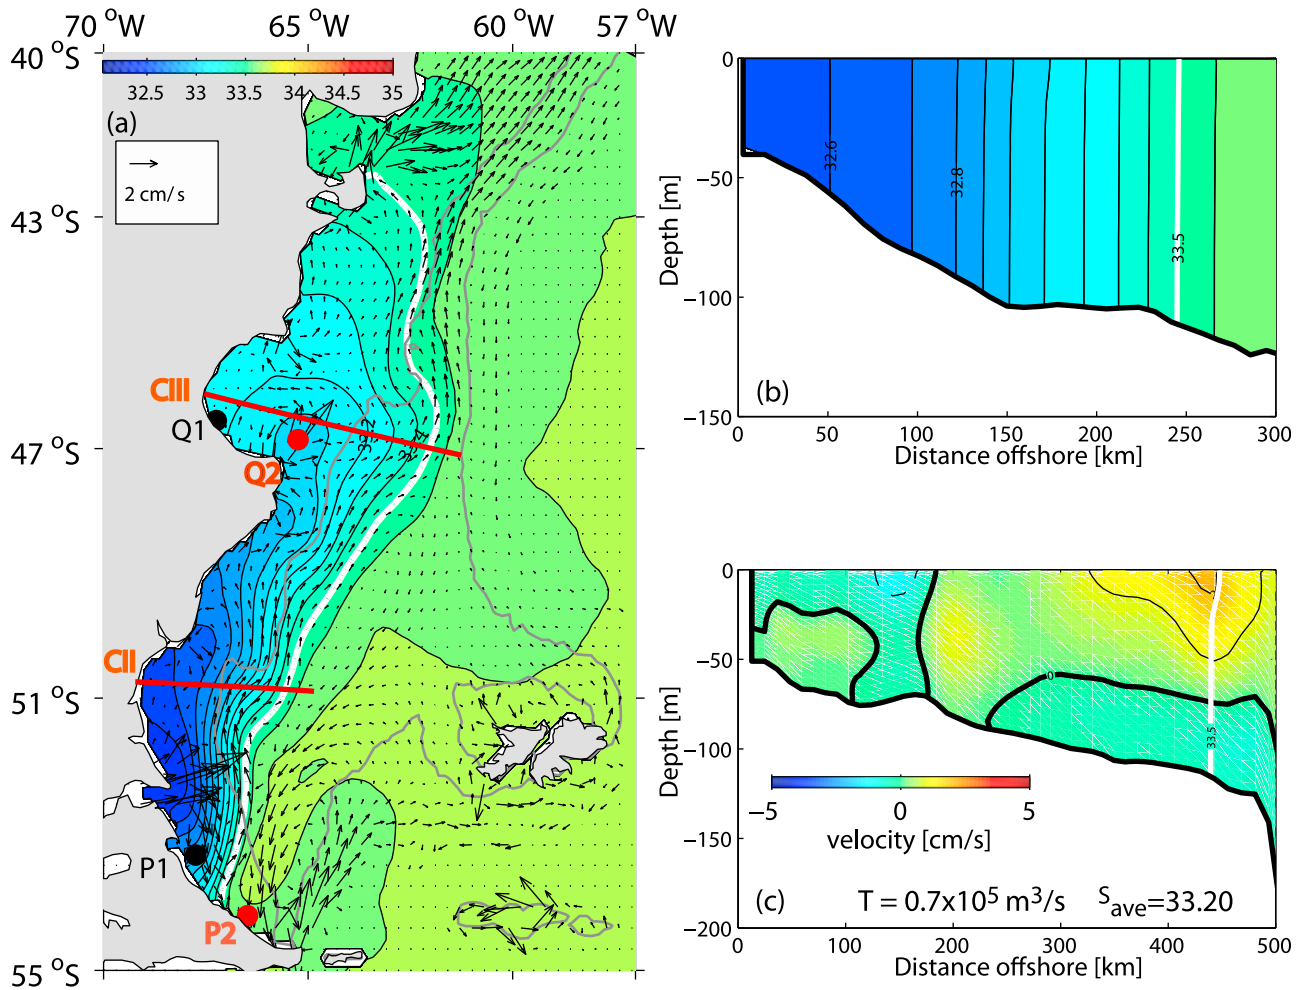 70 °W
65 °W
60 °W
57 °W
40 °S
43 °S
47 °S
51 °S
55 °S
32.5 33 33.5 34 34.5 35
(a)
2 cm/s
CIII
Q1
Q2
33.2
CII
P1
P2
0
−50
−100
−150
Depth [m]
32.6
32.8
33.5
(b)
0 50 100 150 200 250 300
Distance offshore [km]
0
−50
−100
−150
−200
Depth [m]
0
33.5
−5 0 5
velocity [cm/s]
(c)
T = 0.7x10⁵ m³/s
Save=33.20
0 100 200 300 400 500
Distance offshore [km]